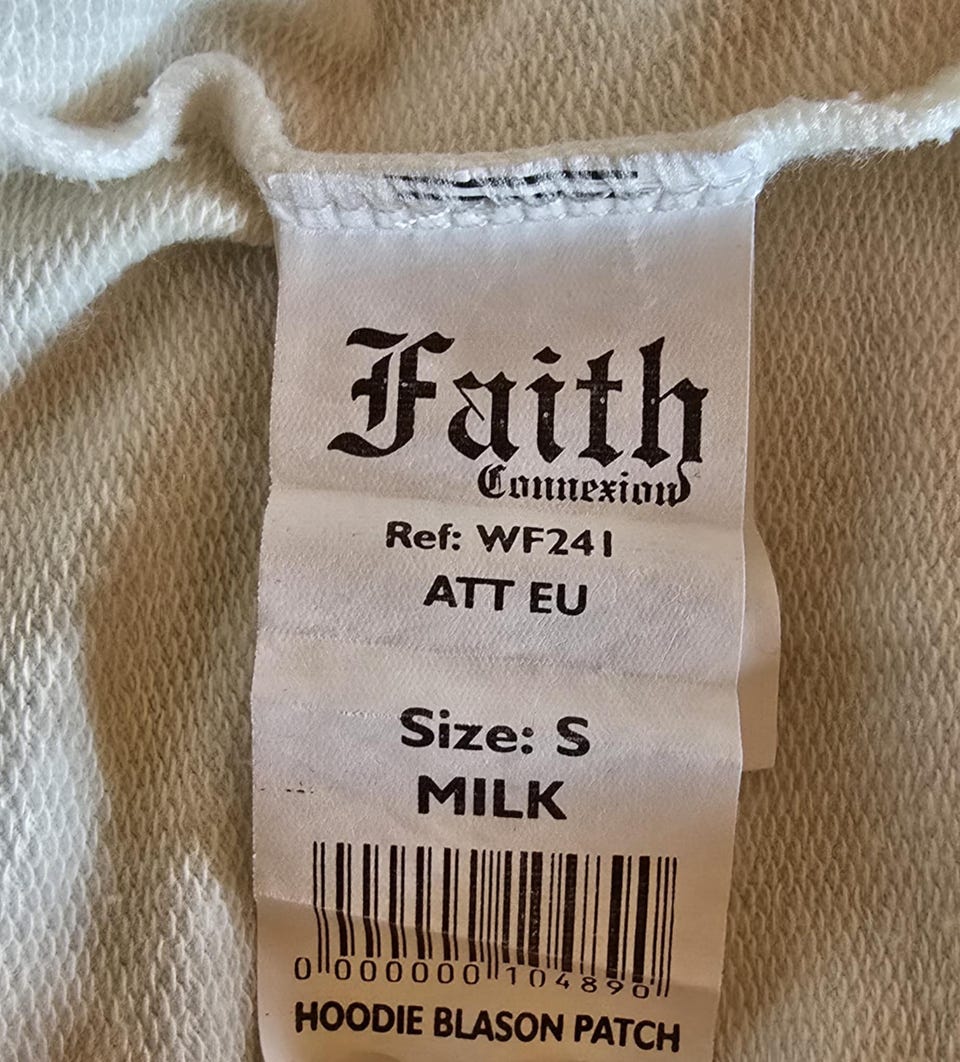 Faith
Connexion
Ref: WF241
ATT EU
Size: S
MILK
0 000000 104890
HOODIE BLASON PATCH